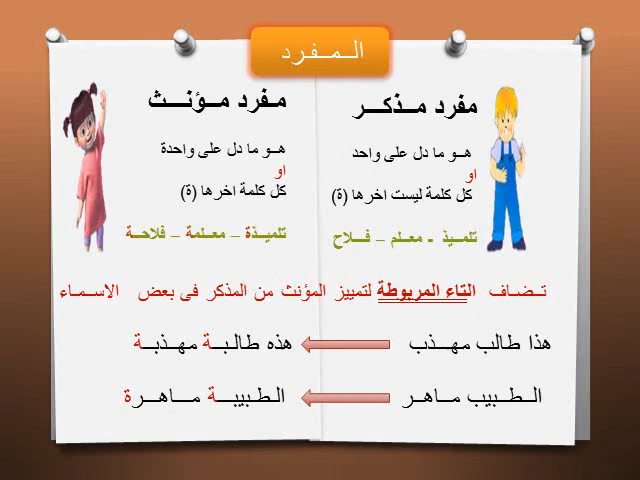 المفرد
مفرد مذكر
هو ما دل على واحد
او
كل كلمة ليست اخرها (ة)
تلميذ - معلم – فلاح
مفرد مؤنث
هو ما دل على واحدة
او
كل كلمة اخرها (ة)
تلميذة – معلمة – فلاحة
تضاف التاء المربوطة لتمييز المؤنث من المذكر فى بعض الاسماء
هذا طالب مهذب هذه طالبة مهذبة
الطبيب ماهر الطبيبة ماهرة